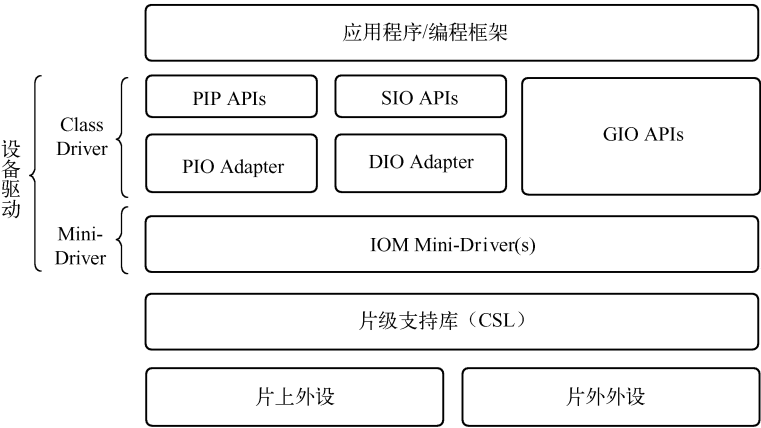 应用程序/编程框架
设备驱动
Class
Driver
PIP APIs
SIO APIs
GIO APIs
PIO Adapter
DIO Adapter
Mini-
Driver
IOM Mini-Driver(s)
片级支持库（CSL）
片上外设
片外外设